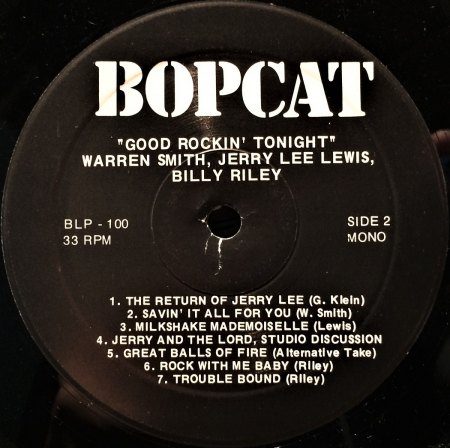 BOPCAT
"GOOD ROCKIN' TONIGHT"
WARREN SMITH, JERRY LEE LEWIS,
BILLY RILEY
BLP - 100
33 RPM
SIDE 2
MONO
1. THE RETURN OF JERRY LEE (G. Klein)
2. SAVIN' IT ALL FOR YOU (W. Smith)
3. MILKSHAKE MADEMOISELLE (Lewis)
4. JERRY AND THE LORD, STUDIO DISCUSSION
5. GREAT BALLS OF FIRE (Alternative Take)
6. ROCK WITH ME BABY (Riley)
7. TROUBLE BOUND (Riley)